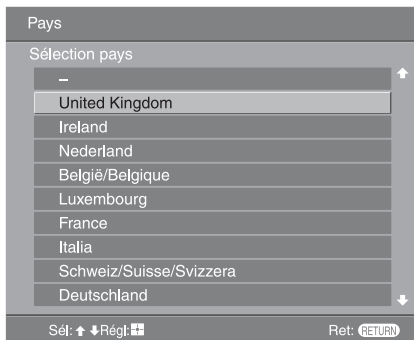 Pays
Sélection pays
–
United Kingdom
Ireland
Nederland
België/Belgique
Luxembourg
France
Italia
Schweiz/Suisse/Svizzera
Deutschland
Sél: Régl: Ret: RETURN